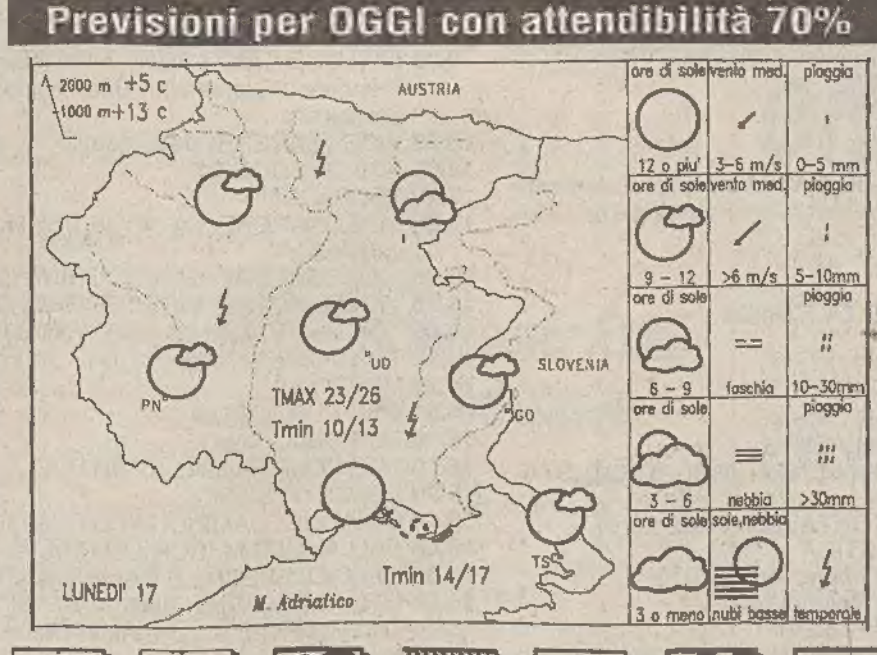 Previsioni per OGGI con attendibilità 70%
2000 m +5 c
1000 m +13 c
AUSTRIA
SLOVENIA
UD
PN
GO
TMAX 23/26
Tmin 10/13
TS
Tmin 14/17
LUNEDI' 17
M. Adriatico
ore di sole vento med. pioggia
12 o piu' 3-6 m/s 0-5 mm
ore di sole vento med. pioggia
9 - 12 >6 m/s 5-10mm
ore di sole pioggia
6 - 9 foschia 10-30mm
ore di sole pioggia
3 - 6 nebbia >30mm
ore di sole sole,nebbia
3 o meno nubi basse temporale